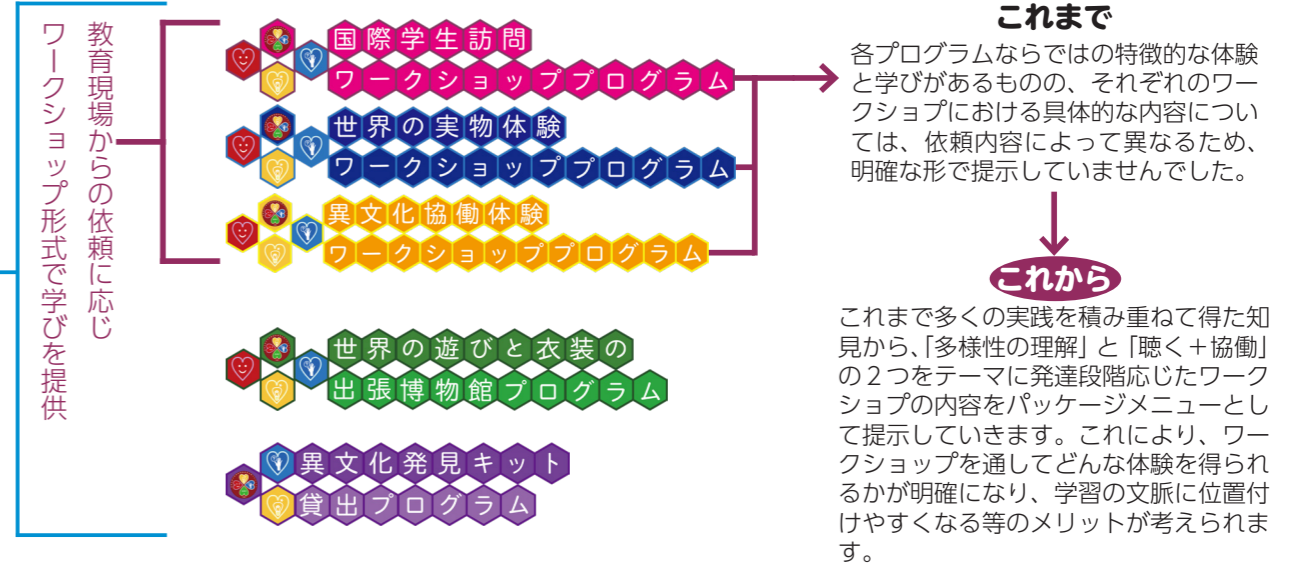 教育現場からの依頼に応じ
ワークショップ形式で学びを提供
国際学生訪問
ワークショッププログラム
世界の実物体験
ワークショッププログラム
異文化協働体験
ワークショッププログラム
世界の遊びと衣装の
出張博物館プログラム
異文化発見キット
貸出プログラム
これまで
各プログラムならではの特徴的な体験
と学びがあるものの、それぞれのワー
クショプにおける具体的な内容につい
ては、依頼内容によって異なるため、
明確な形で提示していませんでした。
これから
これまで多くの実践を積み重ねて得た知
見から、「多様性の理解」と「聴く＋協働」
の２つをテーマに発達段階応じたワーク
ショプの内容をパッケージメニューとし
て提示していきます。これにより、ワー
クショップを通してどんな体験を得られ
るかが明確になり、学習の文脈に位置付
けやすくなる等のメリットが考えられま
す。